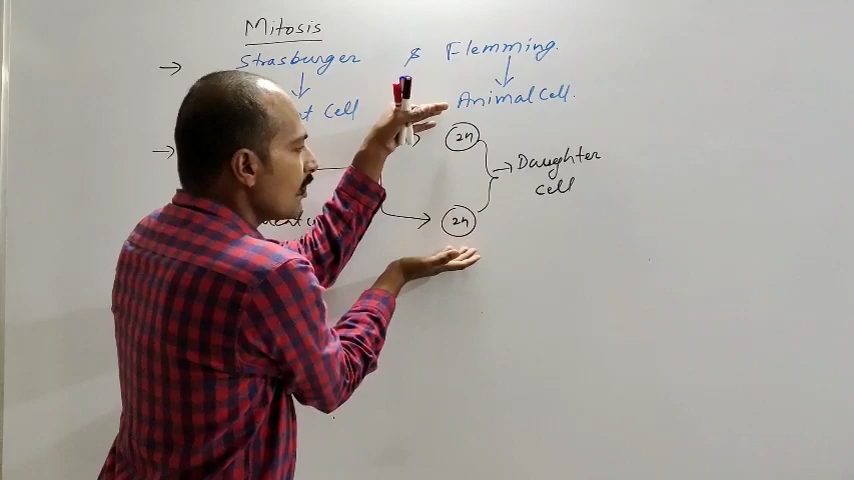 Mitosis
Strasburger & Flemming.
Cell Animal Cell.
2n
Daughter
cell
2n